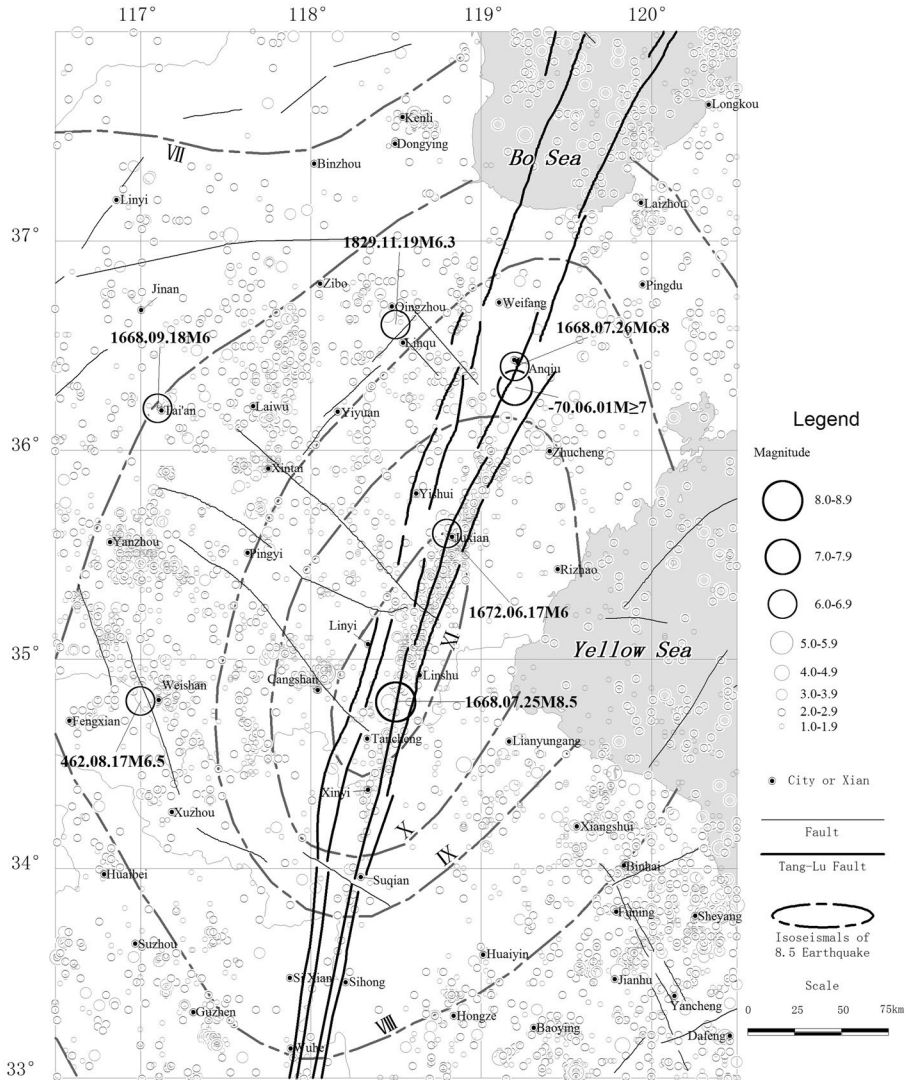 117°
118°
119°
120°
Longkou
Kenli
Dongying
Bo Sea
Ⅶ
Binzhou
Linyi
Laizhou
37°
1829.11.19M6.3
Zibo
Pingdu
Jinan
Qingzhou
Weifang
1668.09.18M6
Linqu
1668.07.26M6.8
Anqiu
Tai'an
Laiwu
Yiyuan
-70.06.01M≥7
36°
Zhucheng
Xintai
Yishui
Yanzhou
Pingyi
Juxian
Rizhao
1672.06.17M6
Linyi
Ⅺ
Yellow Sea
35°
Weishan
Cangshan
Linshu
1668.07.25M8.5
Fengxian
Tancheng
Lianyungang
462.08.17M6.5
Xinyi
Xuzhou
Ⅹ
Xiangshui
34°
Ⅸ
Huaibei
Suqian
Binhai
Funing
Sheyang
Suzhou
Huaiyin
Si Xian
Sihong
Jianhu
Guzhen
Yancheng
Ⅷ
Hongze
Baoying
Dafeng
Wuhe
33°
Legend
Magnitude
8.0-8.9
7.0-7.9
6.0-6.9
5.0-5.9
4.0-4.9
3.0-3.9
2.0-2.9
1.0-1.9
City or Xian
Fault
Tang-Lu Fault
Isoseismals of
8.5 Earthquake
Scale
0 25 50 75km